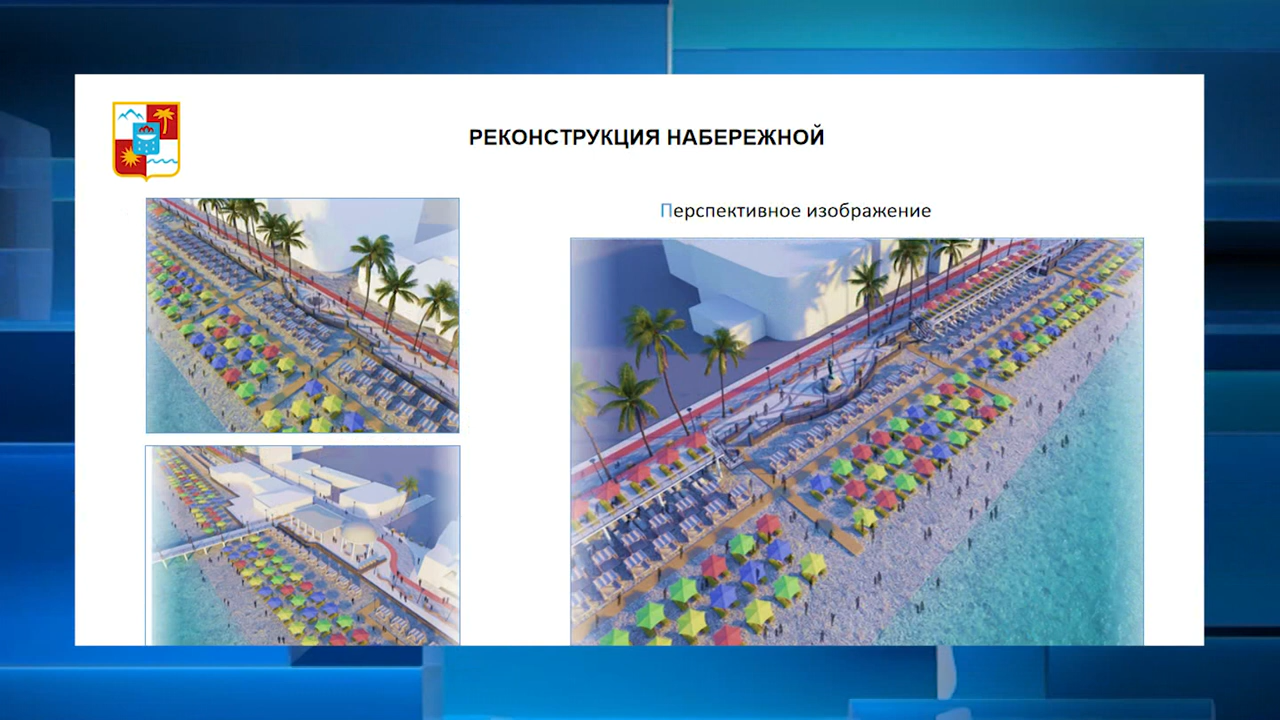 РЕКОНСТРУКЦИЯ НАБЕРЕЖНОЙ
Перспективное изображение